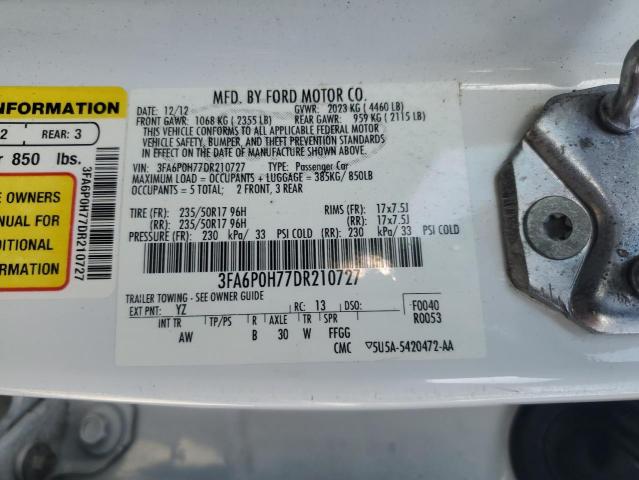 INFORMATION
2 REAR: 3
850 lbs.
E OWNERS
NUAL FOR
DITIONAL
ORMATION
3FA6P0H77DR210727
MFD. BY FORD MOTOR CO.
DATE: 12/12 GVWR: 2023 KG ( 4460 LB)
FRONT GAWR: 1068 KG ( 2355 LB) REAR GAWR: 959 KG ( 2115 LB)
THIS VEHICLE CONFORMS TO ALL APPLICABLE FEDERAL MOTOR
VEHICLE SAFETY, BUMPER, AND THEFT PREVENTION STANDARDS
IN EFFECT ON THE DATE OF MANUFACTURE SHOWN ABOVE.
VIN: 3FA6P0H77DR210727 TYPE: Passenger Car
MAXIMUM LOAD = OCCUPANTS + LUGGAGE = 385KG/ 850LB
OCCUPANTS = 5 TOTAL: 2 FRONT, 3 REAR
TIRE (FR): 235/50R17 96H RIMS (FR): 17x7.5J
(RR): 235/50R17 96H (RR): 17x7.5J
PRESSURE (FR): 230 kPa/ 33 PSI COLD (RR): 230 kPa/ 33 PSI COLD
3FA6P0H77DR210727
TRAILER TOWING - SEE OWNER GUIDE
EXT PNT: YZ RC: 13 DSO: F0040
R0053
INT TR TP/PS R AXLE TR SPR
AW B 30 W FFGG
CMC 5U5A-5420472-AA